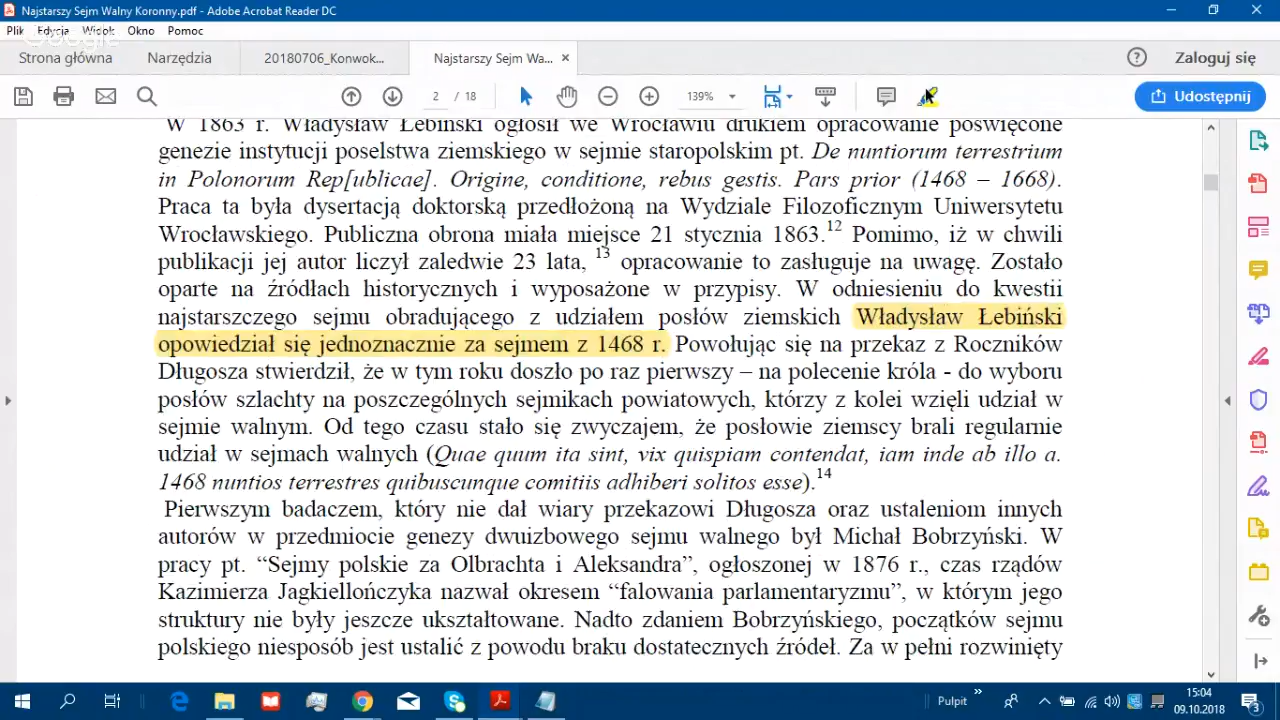 Najstarszy Sejm Walny Koronny.pdf - Adobe Acrobat Reader DC
Plik Edycja Widok Okno Pomoc
Google
Strona główna Narzędzia 20180706_Konwok... Najstarszy Sejm Wa... × Zaloguj się
2 / 18 139% Udostępnij
W 1863 r. Władysław Łebiński ogłosił we Wrocławiu drukiem opracowanie poświęcone
genezie instytucji poselstwa ziemskiego w sejmie staropolskim pt. De nuntiorum terrestrium
in Polonorum Rep[ublicae]. Origine, conditione, rebus gestis. Pars prior (1468 – 1668).
Praca ta była dysertacją doktorską przedłożoną na Wydziale Filozoficznym Uniwersytetu
Wrocławskiego. Publiczna obrona miała miejsce 21 stycznia 1863.12 Pomimo, iż w chwili
publikacji jej autor liczył zaledwie 23 lata, 13 opracowanie to zasługuje na uwagę. Zostało
oparte na źródłach historycznych i wyposażone w przypisy. W odniesieniu do kwestii
najstarszego sejmu obradującego z udziałem posłów ziemskich Władysław Łebiński
opowiedział się jednoznacznie za sejmem z 1468 r. Powołując się na przekaz z Roczników
Długosza stwierdził, że w tym roku doszło po raz pierwszy – na polecenie króla - do wyboru
posłów szlachty na poszczególnych sejmikach powiatowych, którzy z kolei wzięli udział w
sejmie walnym. Od tego czasu stało się zwyczajem, że posłowie ziemscy brali regularnie
udział w sejmach walnych (Quae quum ita sint, vix quispiam contendat, iam inde ab illo a.
1468 nuntios terrestres quibuscunque comitiis adhiberi solitos esse).14
Pierwszym badaczem, który nie dał wiary przekazowi Długosza oraz ustaleniom innych
autorów w przedmiocie genezy dwuizbowego sejmu walnego był Michał Bobrzyński. W
pracy pt. “Sejmy polskie za Olbrachta i Aleksandra”, ogłoszonej w 1876 r., czas rządów
Kazimierza Jagkiellończyka nazwał okresem “falowania parlamentaryzmu”, w którym jego
struktury nie były jeszcze ukształtowane. Nadto zdaniem Bobrzyńskiego, początków sejmu
polskiego niesposób jest ustalić z powodu braku dostatecznych źródeł. Za w pełni rozwinięty
Pulpit » 15:04
09.10.2018 3